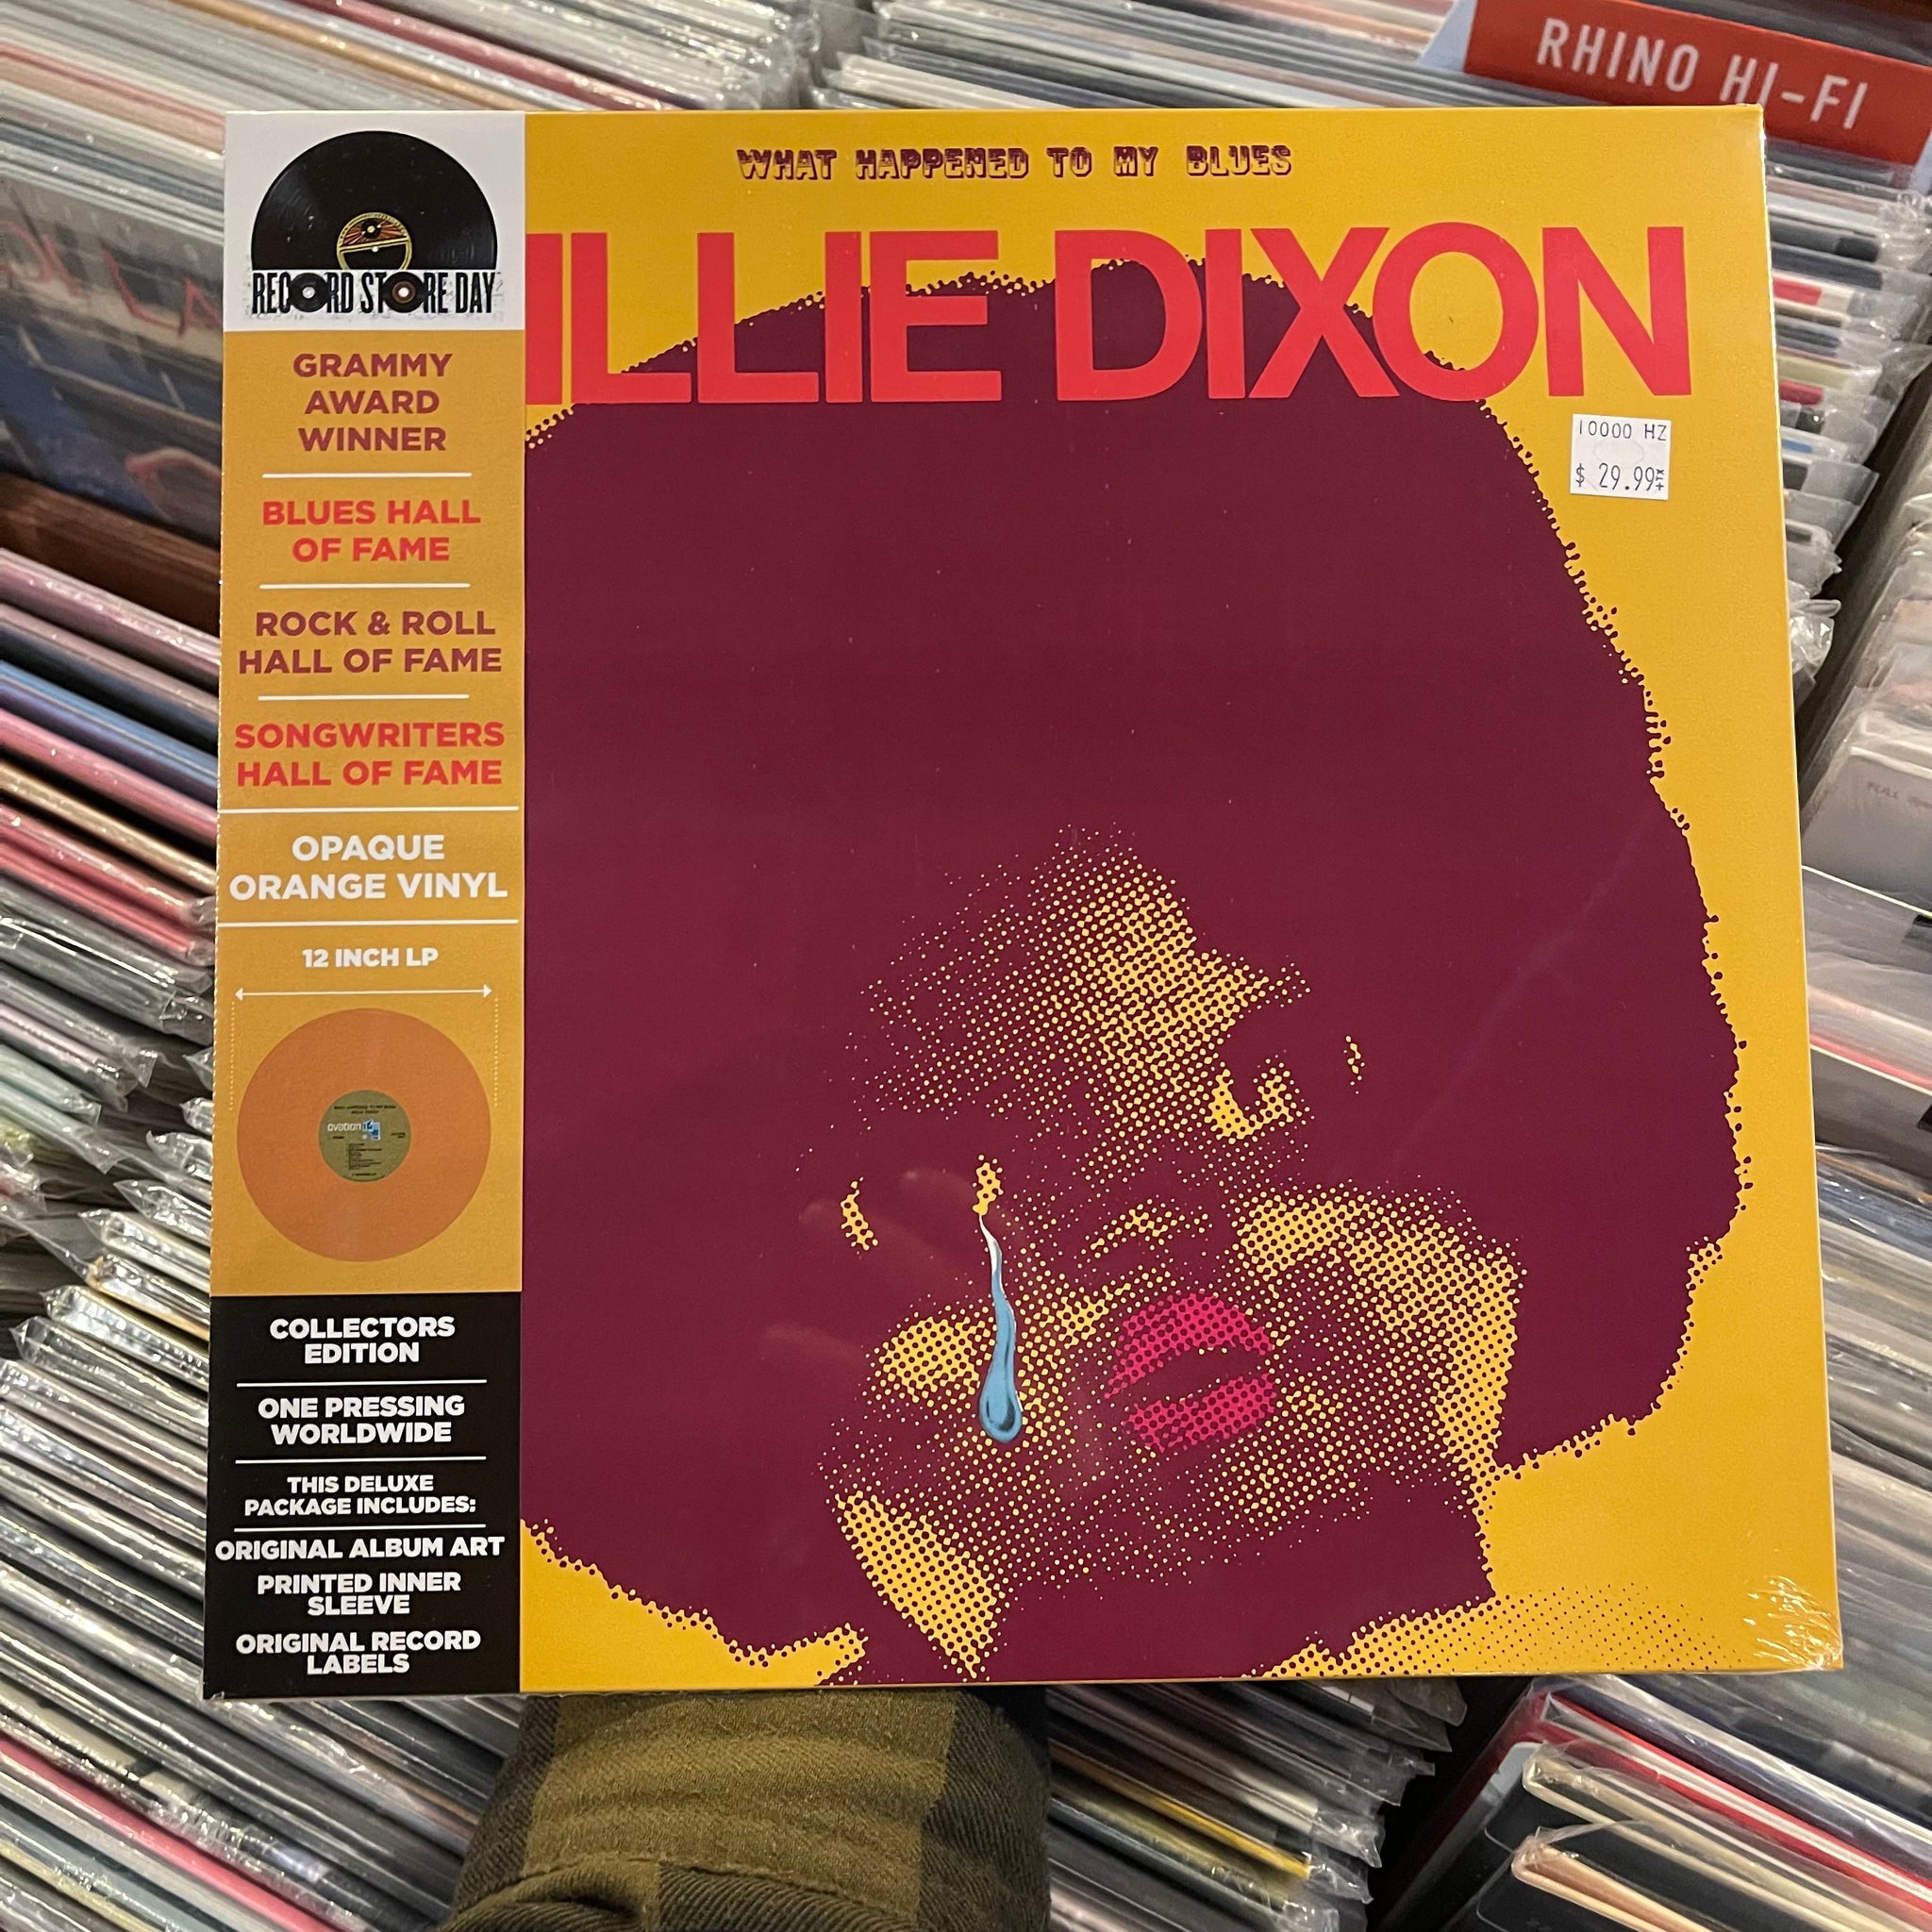 RHINO HI-FI
WHAT HAPPENED TO MY BLUES
ILLIE DIXON
10000 HZ
$ 29.99
RECORD STORE DAY
GRAMMY
AWARD
WINNER
BLUES HALL
OF FAME
ROCK & ROLL
HALL OF FAME
SONGWRITERS
HALL OF FAME
OPAQUE
ORANGE VINYL
12 INCH LP
ovation
COLLECTORS
EDITION
ONE PRESSING
WORLDWIDE
THIS DELUXE
PACKAGE INCLUDES:
ORIGINAL ALBUM ART
PRINTED INNER
SLEEVE
ORIGINAL RECORD
LABELS